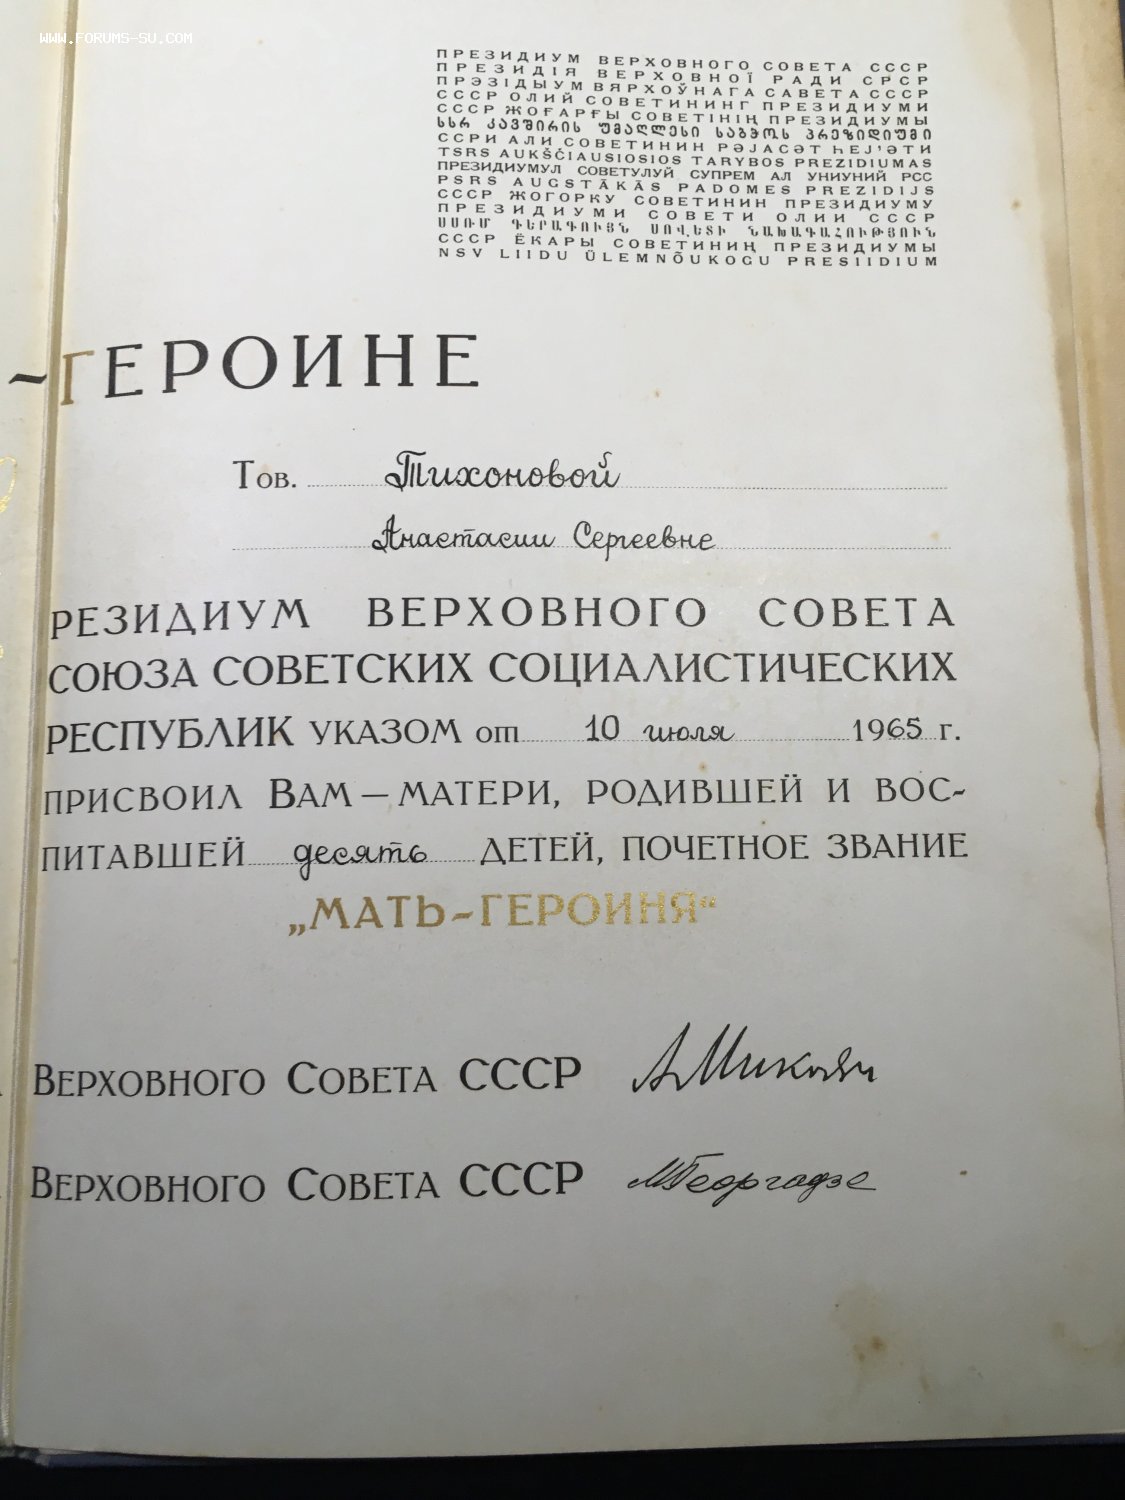 WWW.FORUMS-SU.COM
ПРЕЗИДИУМ ВЕРХОВНОГО СОВЕТА СССР
ПРЕЗИДІЯ ВЕРХОВНОЇ РАДИ СРСР
ПРЭЗІДЫУМ ВЯРХОЎНАГА САВЕТА СССР
СССР ОЛИЙ СОВЕТИНИНГ ПРЕЗИДИУМИ
СССР ЖОҒАРҒЫ СОВЕТІНІҢ ПРЕЗИДИУМЫ
ᲡᲡᲠ ᲙᲐᲕᲨᲘᲠᲘᲡ ᲣᲛᲐᲦᲚᲔᲡᲘ ᲡᲐᲑᲭᲝᲡ ᲞᲠᲔᲖᲘᲓᲘᲣᲛᲘ
ССРИ АЛИ СОВЕТИНИН РӘЈАСӘТ ҺЕЈ'ӘТИ
TSRS AUKŠČIAUSIOSIOS TARYBOS PREZIDIUMAS
ПРЕЗИДИУМУЛ СОВЕТУЛУЙ СУПРЕМ АЛ УНИУНИЙ РСС
PSRS AUGSTĀKĀS PADOMES PREZIDIJS
СССР ЖОГОРКУ СОВЕТИНИН ПРЕЗИДИУМУ
ПРЕЗИДИУМИ СОВЕТИ ОЛИИ СССР
ՍՍՌՄ ԳԵՐԱԳՈՒՅՆ ՍՈՎԵՏԻ ՆԱԽԱԳԱՀՈՒԹՅՈՒՆ
СССР ЁКАРЫ СОВЕТИНИҢ ПРЕЗИДИУМЫ
NSV LIIDU ÜLEMNÕUKOGU PRESIIDIUM
-ГЕРОИНЕ
Тов. Тихоновой
Анастасии Сергеевне
РЕЗИДИУМ ВЕРХОВНОГО СОВЕТА
СОЮЗА СОВЕТСКИХ СОЦИАЛИСТИЧЕСКИХ
РЕСПУБЛИК УКАЗОМ от 10 июля 1965 г.
ПРИСВОИЛ ВАМ — МАТЕРИ, РОДИВШЕЙ И ВОС-
ПИТАВШЕЙ десять ДЕТЕЙ, ПОЧЕТНОЕ ЗВАНИЕ
„МАТЬ-ГЕРОИНЯ“
ВЕРХОВНОГО СОВЕТА СССР А Микоян
ВЕРХОВНОГО СОВЕТА СССР М Георгадзе